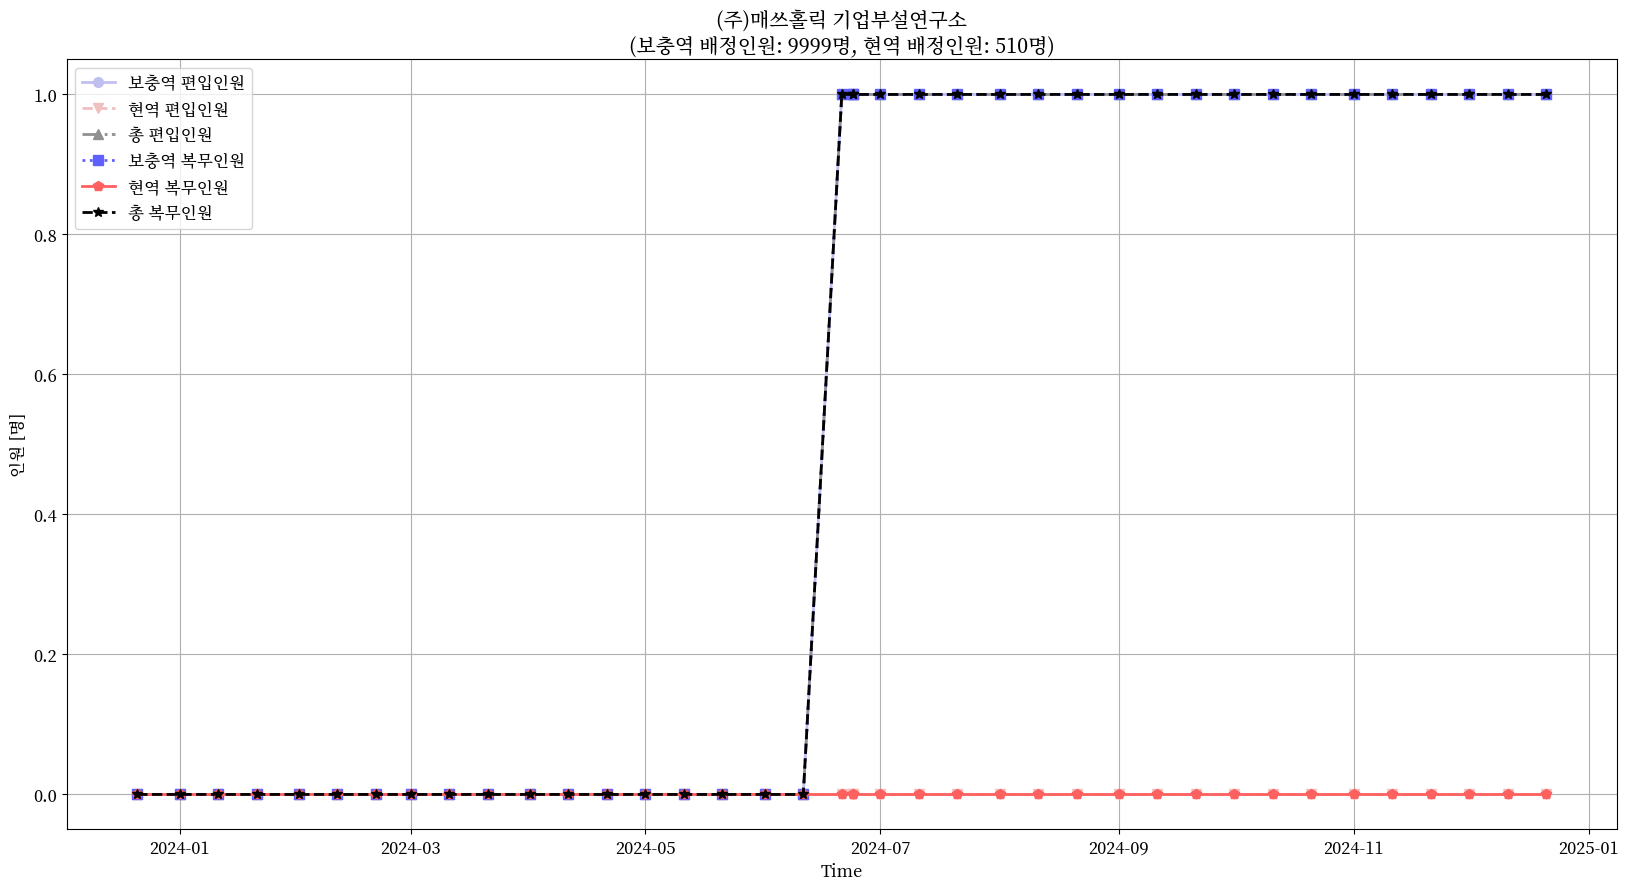 (주)매쓰홀릭 기업부설연구소
(보충역 배정인원: 9999명, 현역 배정인원: 510명)
보충역 편입인원
현역 편입인원
총 편입인원
보충역 복무인원
현역 복무인원
총 복무인원
1.0
0.8
0.6
0.4
0.2
0.0
인원 [명]
2024-01
2024-03
2024-05
2024-07
2024-09
2024-11
2025-01
Time